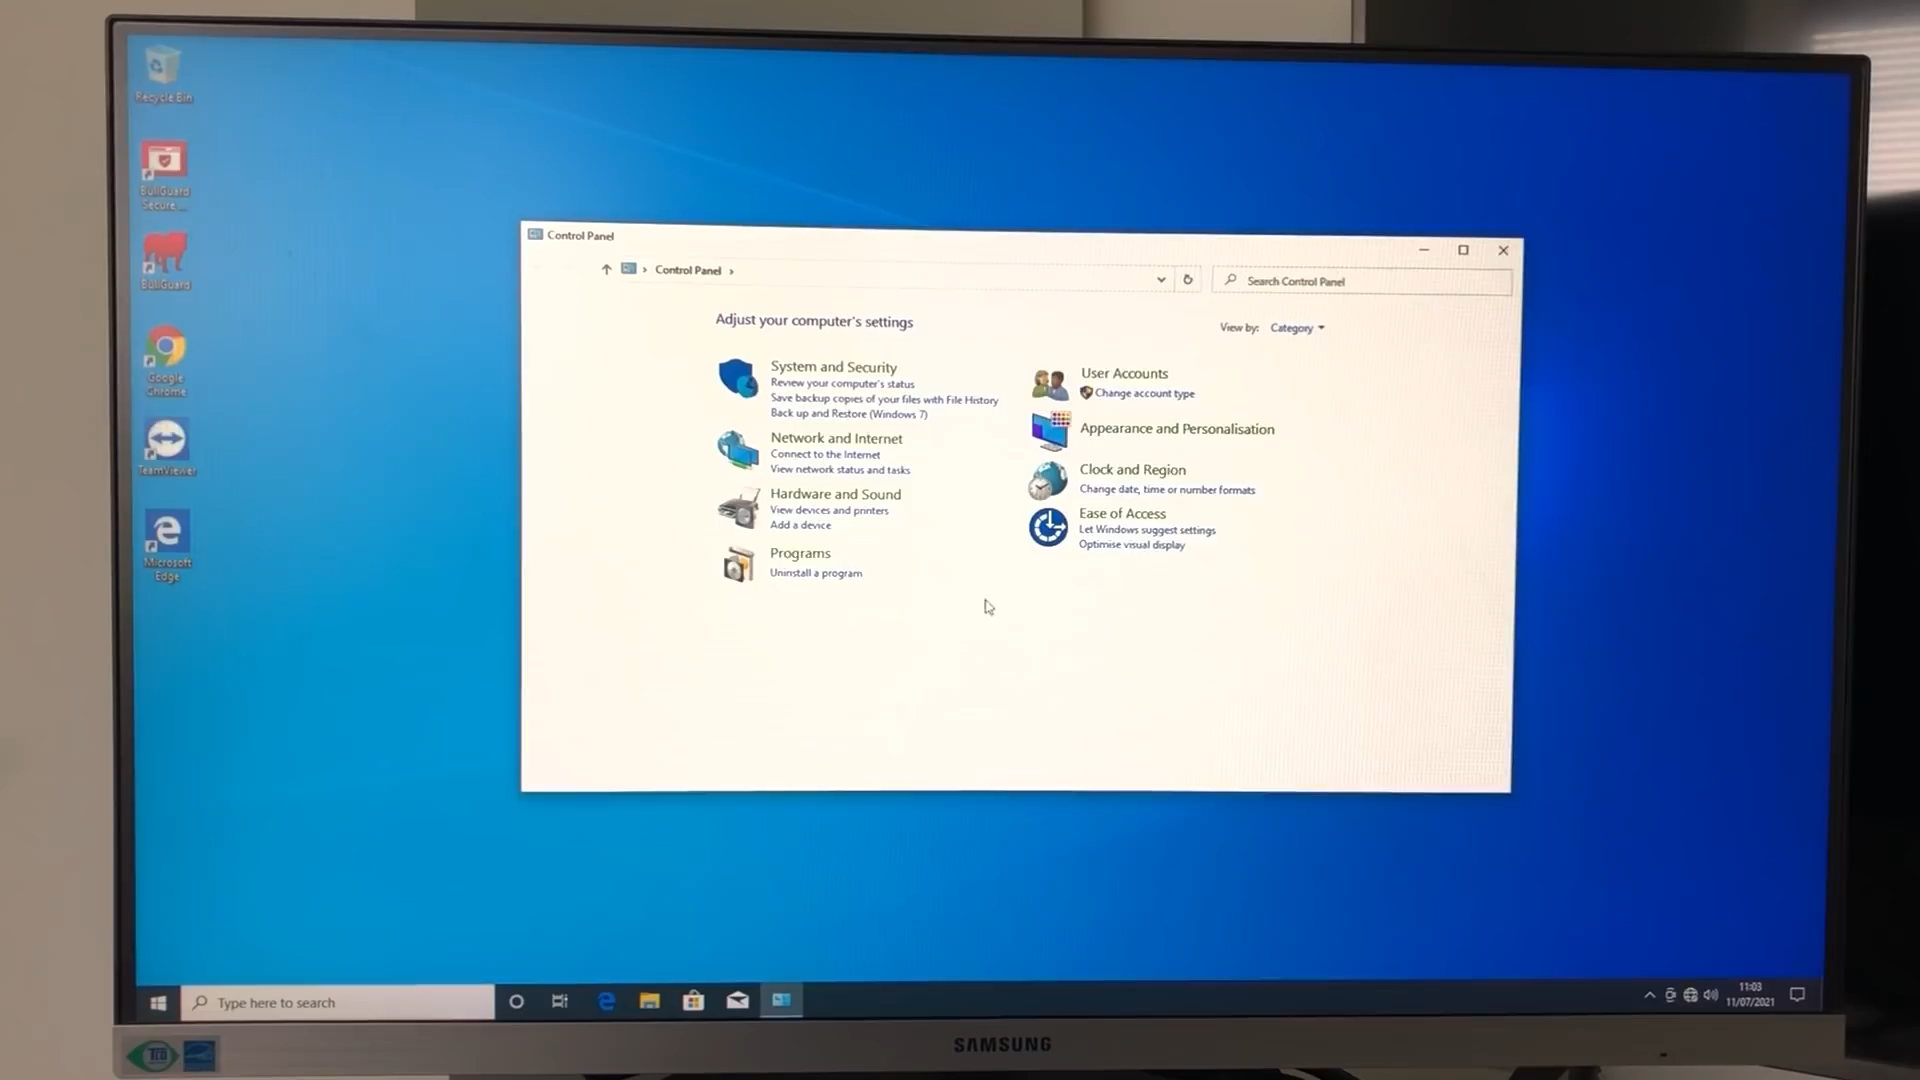 Recycle Bin
BullGuard
Secure ...
BullGuard
Google
Chrome
TeamViewer
Microsoft
Edge
Control Panel
Control Panel
Search Control Panel
Adjust your computer's settings
View by: Category
System and Security
Review your computer's status
Save backup copies of your files with File History
Back up and Restore (Windows 7)
Network and Internet
Connect to the Internet
View network status and tasks
Hardware and Sound
View devices and printers
Add a device
Programs
Uninstall a program
User Accounts
Change account type
Appearance and Personalisation
Clock and Region
Change date, time or number formats
Ease of Access
Let Windows suggest settings
Optimise visual display
Type here to search
11:03
11/07/2021
TCO
SAMSUNG